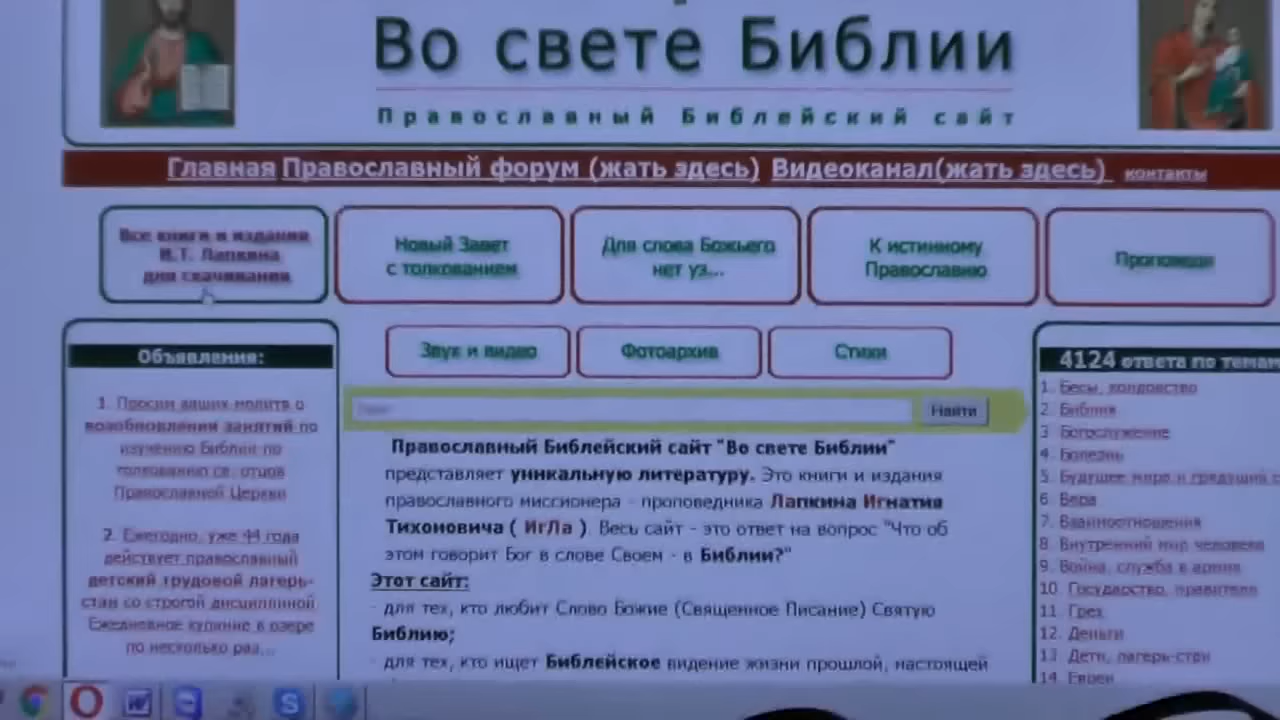 Во свете Библии
Православный Библейский сайт
Главная Православный форум (жать здесь) Видеоканал(жать здесь) контакты
Все книги и издания
И.Т. Лапкина
для скачивания
Новый Завет
с толкованием
Для слова Божьего
нет уз...
К истинному
Православию
Проповеди
Звук и видео
Фотоархив
Стихи
Найти
Объявления:
1. Просим ваших молитв о
возобновлении занятий по
изучению Библии по
толкованию св. отцов
Православной Церкви
2. Ежегодно, уже 44 года
действует православный
детский трудовой лагерь-
стан со строгой дисциплиной.
Ежедневное купание в озере
по несколько раз...
Православный Библейский сайт "Во свете Библии"
представляет уникальную литературу. Это книги и издания
православного миссионера - проповедника Лапкина Игнатия
Тихоновича ( ИгЛа ). Весь сайт - это ответ на вопрос "Что об
этом говорит Бог в слове Своем - в Библии?"
Этот сайт:
- для тех, кто любит Слово Божие (Священное Писание) Святую
Библию;
- для тех, кто ищет Библейское видение жизни прошлой, настоящей
4124 ответа по темам
1. Бесы, колдовство
2. Библия
3. Богослужение
4. Болезнь
5. Будущее мира и грядущий
6. Вера
7. Взаимоотношения
8. Внутренний мир человека
9. Война, служба в армии
10. Государство, правители
11. Грех
12. Деньги
13. Дети, лагерь-стан
14. Евреи